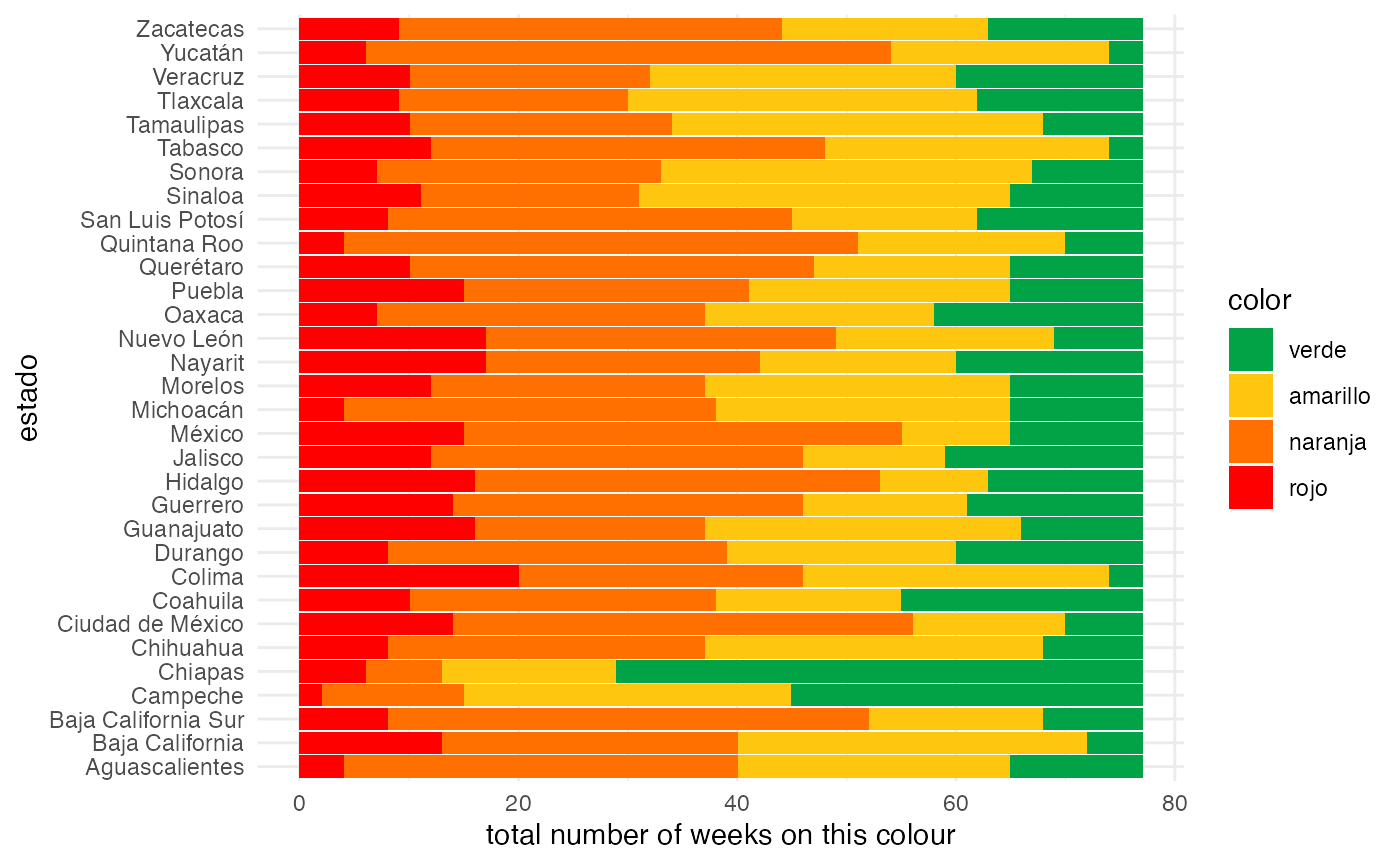 Zacatecas
Yucatán
Veracruz
Tlaxcala
Tamaulipas
Tabasco
Sonora
Sinaloa
San Luis Potosí
Quintana Roo
Querétaro
Puebla
Oaxaca
Nuevo León
Nayarit
Morelos
Michoacán
México
Jalisco
Hidalgo
Guerrero
Guanajuato
Durango
Colima
Coahuila
Ciudad de México
Chihuahua
Chiapas
Campeche
Baja California Sur
Baja California
Aguascalientes
estado
0 20 40 60 80
total number of weeks on this colour
color
verde
amarillo
naranja
rojo